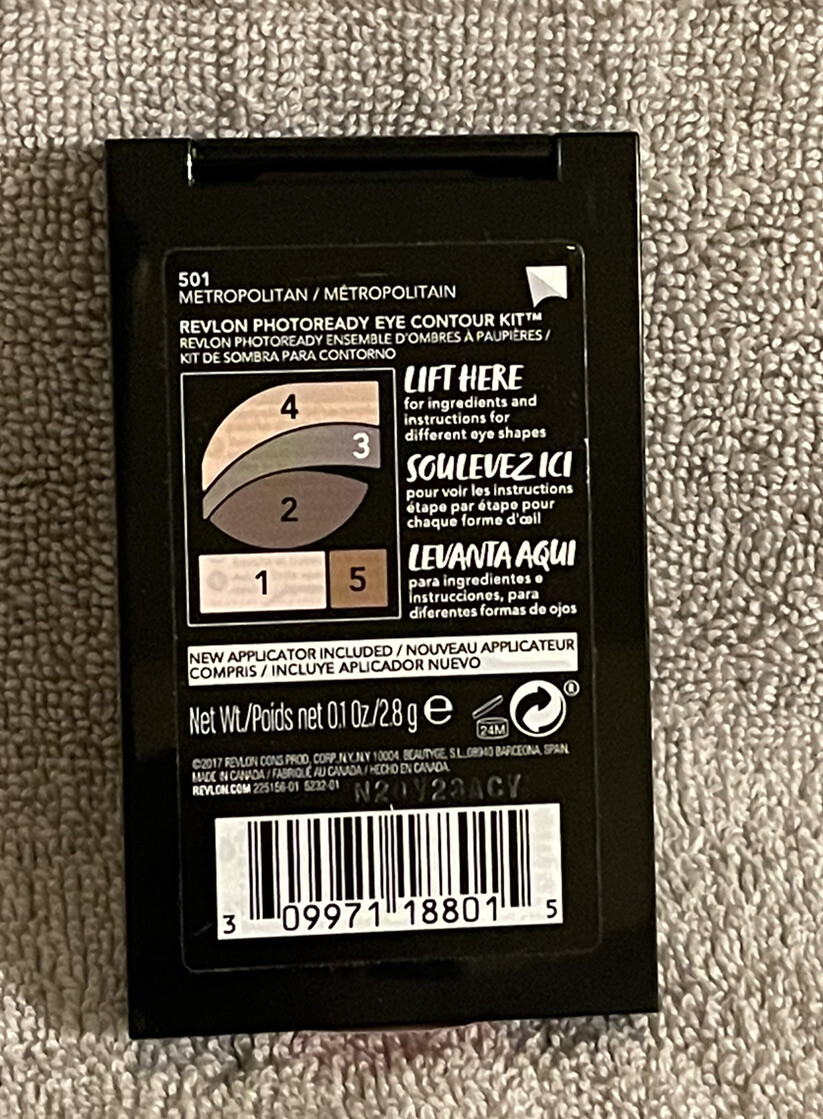 501
METROPOLITAN / MÉTROPOLITAIN
REVLON PHOTOREADY EYE CONTOUR KIT™
REVLON PHOTOREADY ENSEMBLE D'OMBRES À PAUPIÈRES /
KIT DE SOMBRA PARA CONTORNO
4
3
2
1
5
LIFT HERE
for ingredients and
instructions for
different eye shapes
SOULEVEZ ICI
pour voir les instructions
étape par étape pour
chaque forme d'œil
LEVANTA AQUI
para ingredientes e
instrucciones, para
diferentes formas de ojos
NEW APPLICATOR INCLUDED / NOUVEAU APPLICATEUR
COMPRIS / INCLUYE APLICADOR NUEVO
Net Wt./Poids net 0.1 Oz./2.8 g ℮
24M
®
©2017 REVLON CONS PROD, CORP, N.Y, N.Y 10004. BEAUTYGE, S.L., 08940 BARCEONA, SPAIN.
MADE IN CANADA / FABRIQUÉ AU CANADA / HECHO EN CANADA.
REVLON.COM 225156-01 5232-01
3 09971 18801 5